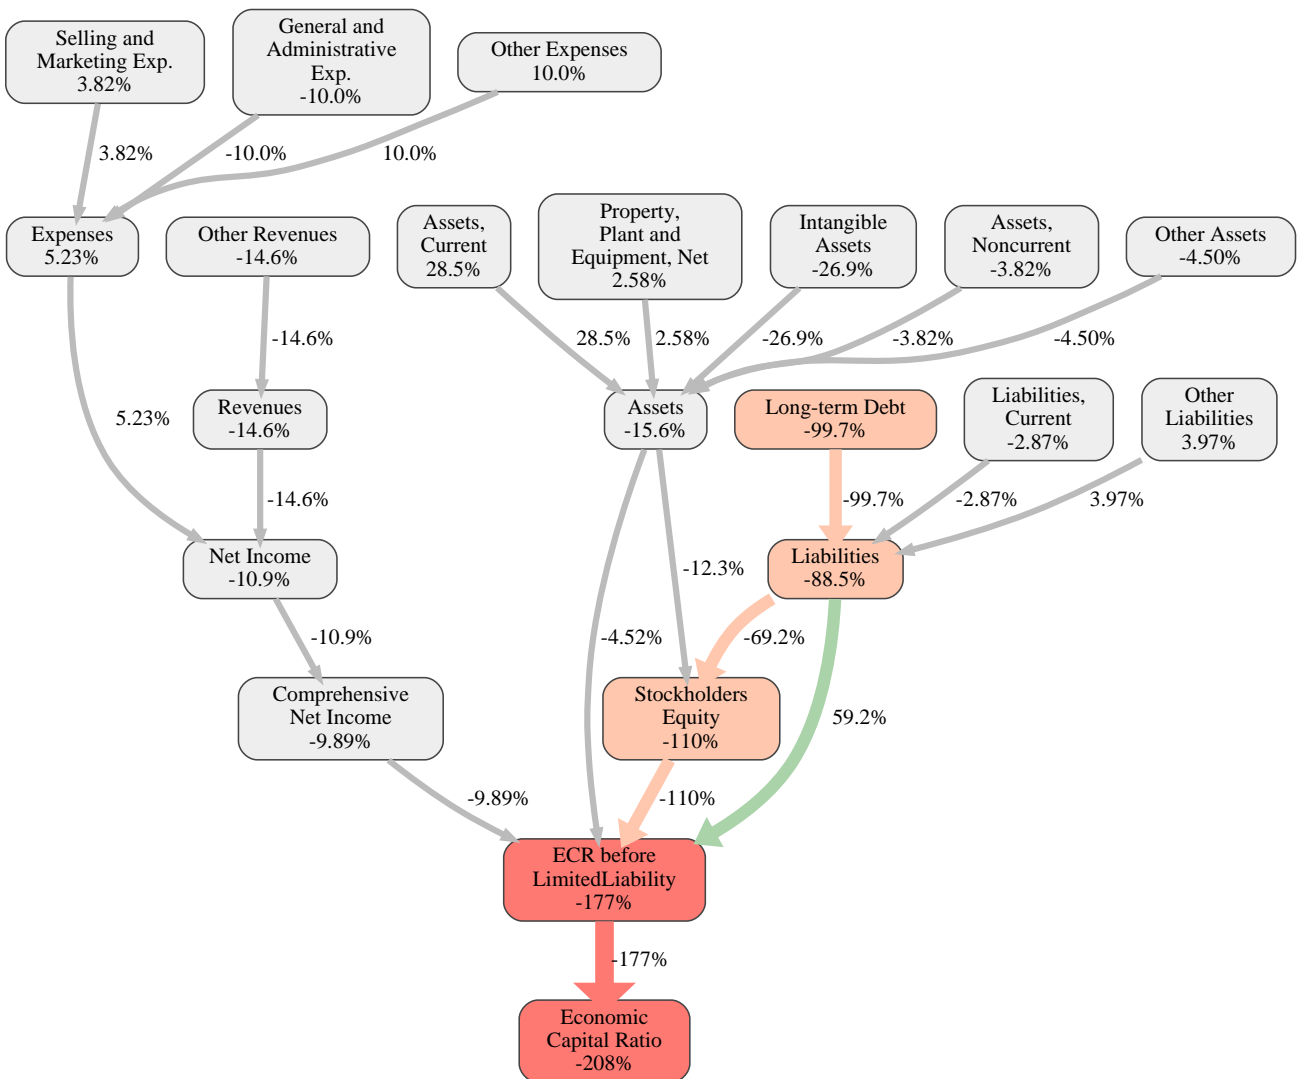 Selling and
Marketing Exp.
3.82%
General and
Administrative
Exp.
-10.0%
Other Expenses
10.0%
3.82%
-10.0%
10.0%
Expenses
5.23%
Other Revenues
-14.6%
Assets,
Current
28.5%
Property,
Plant and
Equipment, Net
2.58%
Intangible
Assets
-26.9%
Assets,
Noncurrent
-3.82%
Other Assets
-4.50%
-14.6%
28.5%
2.58%
-26.9%
-3.82%
-4.50%
5.23%
Revenues
-14.6%
Assets
-15.6%
Long-term Debt
-99.7%
Liabilities,
Current
-2.87%
Other
Liabilities
3.97%
-14.6%
-99.7%
-2.87%
3.97%
Net Income
-10.9%
-12.3%
Liabilities
-88.5%
-10.9%
-4.52%
-69.2%
Comprehensive
Net Income
-9.89%
Stockholders
Equity
-110%
59.2%
-9.89%
-110%
ECR before
LimitedLiability
-177%
-177%
Economic
Capital Ratio
-208%